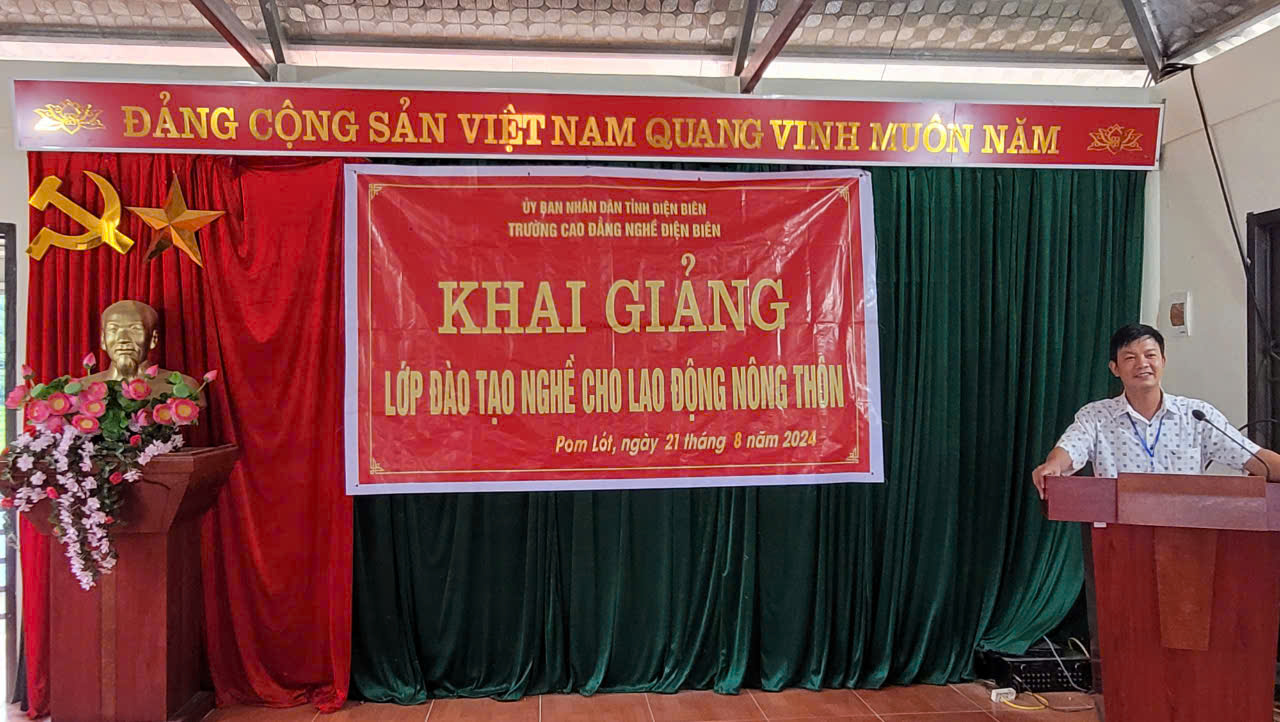 ĐẢNG CỘNG SẢN VIỆT NAM QUANG VINH MUÔN NĂM
ỦY BAN NHÂN DÂN TỈNH ĐIỆN BIÊN
TRƯỜNG CAO ĐẲNG NGHỀ ĐIỆN BIÊN
KHAI GIẢNG
LỚP ĐÀO TẠO NGHỀ CHO LAO ĐỘNG NÔNG THÔN
Pom Lót, ngày 21 tháng 8 năm 2024